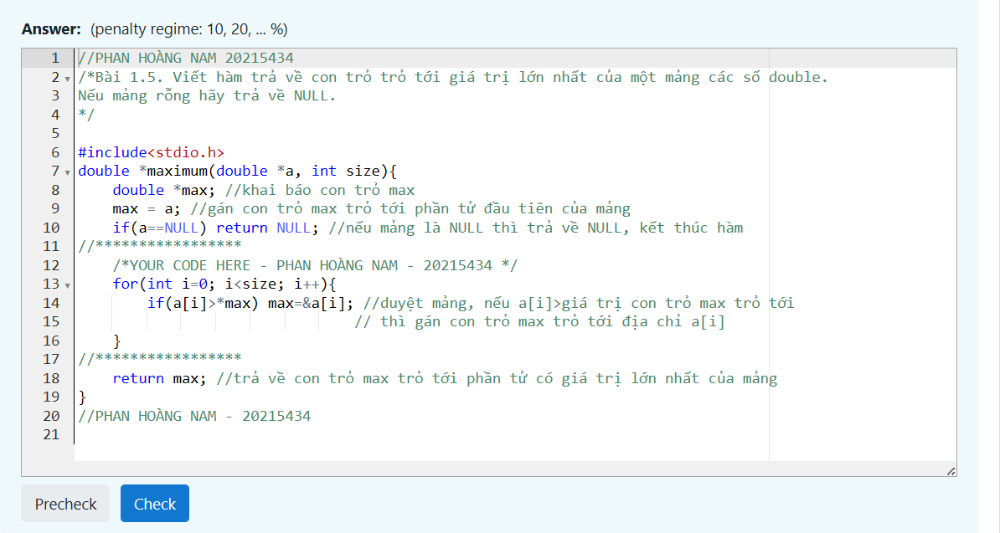 Answer: (penalty regime: 10, 20, ... %)
1 //PHAN HOÀNG NAM 20215434
2 /*Bài 1.5. Viết hàm trả về con trỏ trỏ tới giá trị lớn nhất của một mảng các số double.
3 Nếu mảng rỗng hãy trả về NULL.
4 */
5
6 #include<stdio.h>
7 double *maximum(double *a, int size){
8 double *max; //khai báo con trỏ max
9 max = a; //gán con trỏ max trỏ tới phần tử đầu tiên của mảng
10 if(a==NULL) return NULL; //nếu mảng là NULL thì trả về NULL, kết thúc hàm
11 //*****************
12 /*YOUR CODE HERE - PHAN HOÀNG NAM - 20215434 */
13 for(int i=0; i<size; i++){
14 if(a[i]>*max) max=&a[i]; //duyệt mảng, nếu a[i]>giá trị con trỏ max trỏ tới
15 // thì gán con trỏ max trỏ tới địa chỉ a[i]
16 }
17 //*****************
18 return max; //trả về con trỏ max trỏ tới phần tử có giá trị lớn nhất của mảng
19 }
20 //PHAN HOÀNG NAM - 20215434
21
Precheck Check